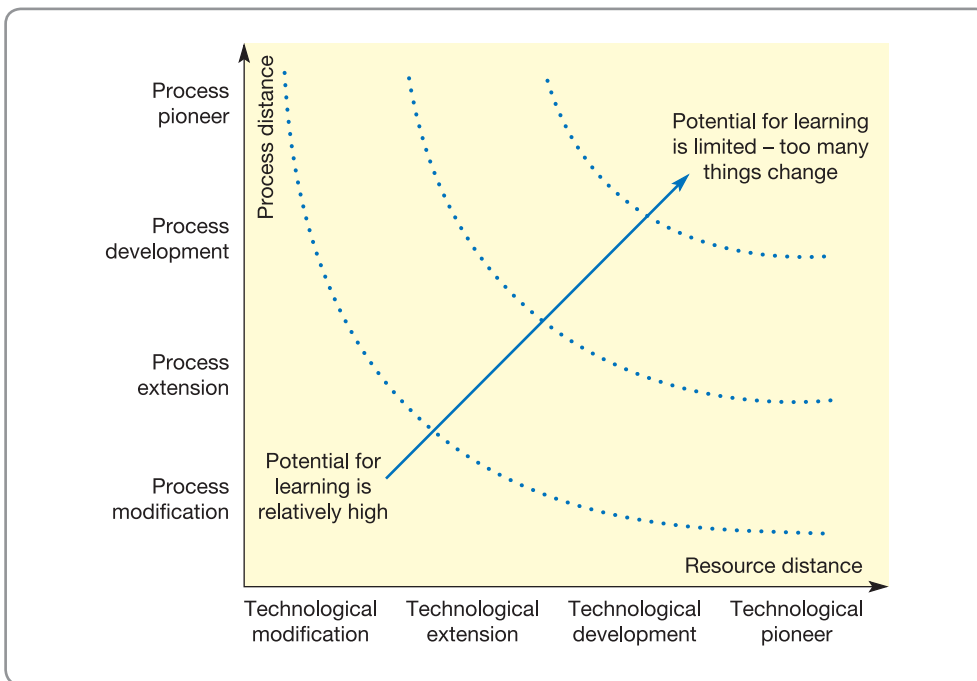 Process
pioneer
Process
development
Process
extension
Process
modification
Process distance
Potential for learning
is limited – too many
things change
Potential for
learning is
relatively high
Resource distance
Technological
modification
Technological
extension
Technological
development
Technological
pioneer